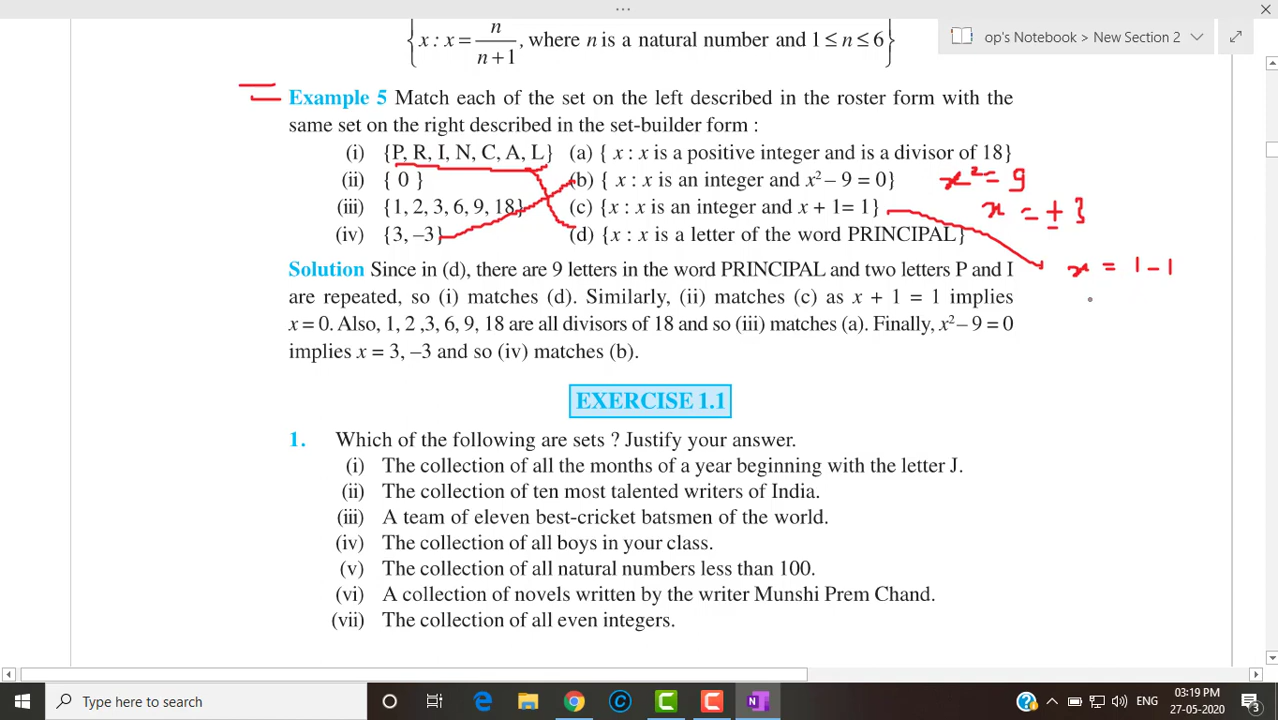 ...
op's Notebook > New Section 2
{x : x = n/(n+1), where n is a natural number and 1 ≤ n ≤ 6}
Example 5 Match each of the set on the left described in the roster form with the
same set on the right described in the set-builder form :
(i) {P, R, I, N, C, A, L} (a) { x : x is a positive integer and is a divisor of 18}
(ii) { 0 } (b) { x : x is an integer and x² – 9 = 0}
x² = 9
(iii) {1, 2, 3, 6, 9, 18} (c) {x : x is an integer and x + 1= 1}
x = ± 3
(iv) {3, –3} (d) {x : x is a letter of the word PRINCIPAL}
x = 1 - 1
Solution Since in (d), there are 9 letters in the word PRINCIPAL and two letters P and I
are repeated, so (i) matches (d). Similarly, (ii) matches (c) as x + 1 = 1 implies
x = 0. Also, 1, 2 ,3, 6, 9, 18 are all divisors of 18 and so (iii) matches (a). Finally, x² – 9 = 0
implies x = 3, –3 and so (iv) matches (b).
EXERCISE 1.1
1. Which of the following are sets ? Justify your answer.
(i) The collection of all the months of a year beginning with the letter J.
(ii) The collection of ten most talented writers of India.
(iii) A team of eleven best-cricket batsmen of the world.
(iv) The collection of all boys in your class.
(v) The collection of all natural numbers less than 100.
(vi) A collection of novels written by the writer Munshi Prem Chand.
(vii) The collection of all even integers.
Type here to search
ENG
03:19 PM
27-05-2020
3